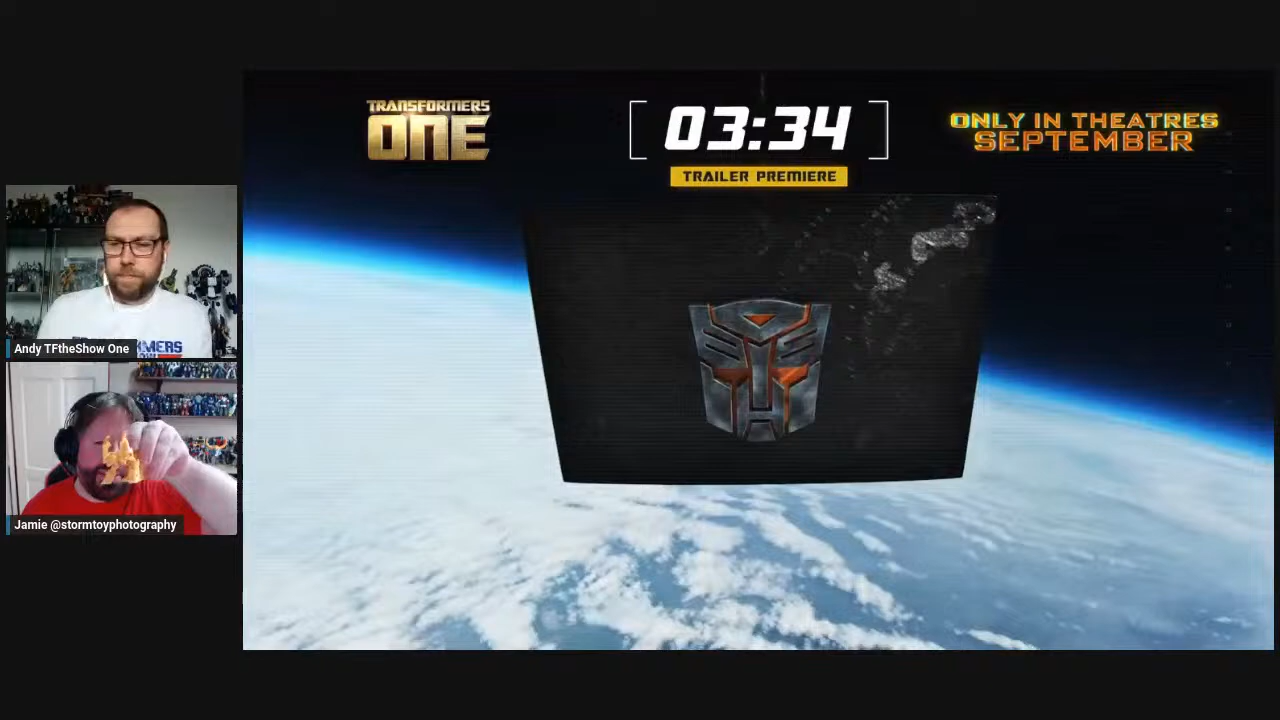 TRANSFORMERS
ONE
03:34
TRAILER PREMIERE
ONLY IN THEATRES
SEPTEMBER
Andy TFtheShow One
Jamie @stormtoyphotography